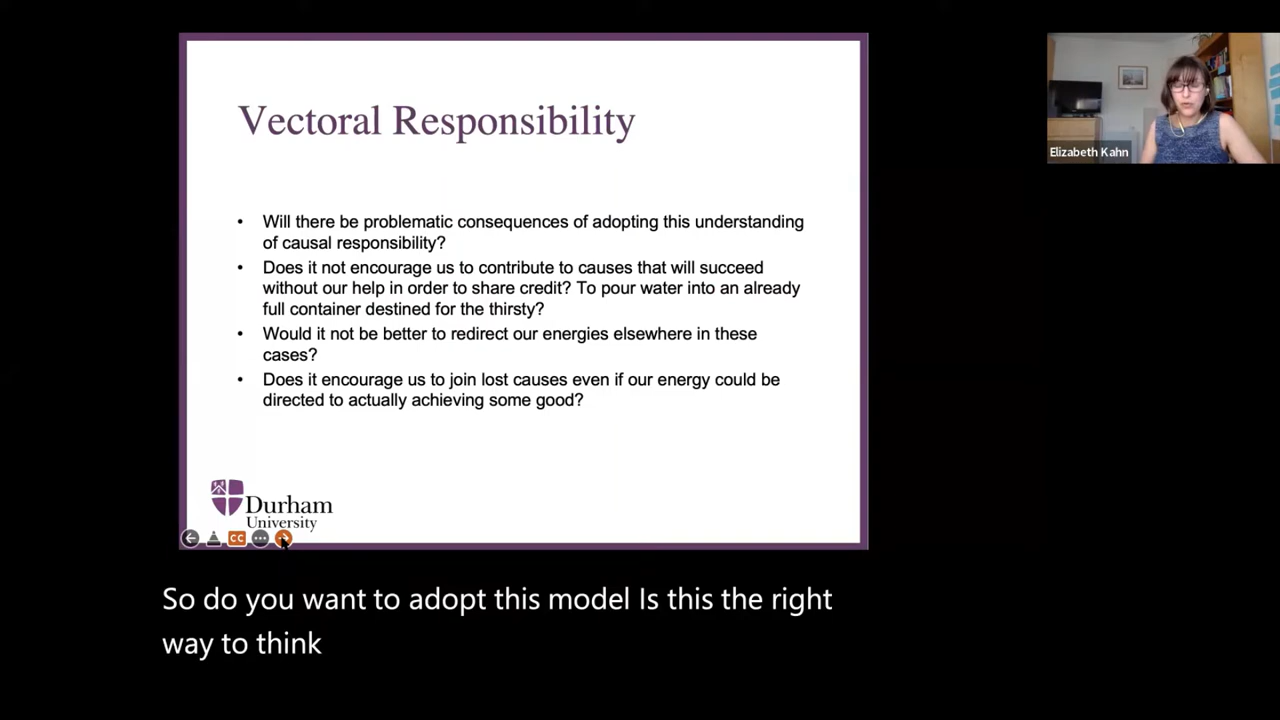 Vectoral Responsibility
• Will there be problematic consequences of adopting this understanding
of causal responsibility?
• Does it not encourage us to contribute to causes that will succeed
without our help in order to share credit? To pour water into an already
full container destined for the thirsty?
• Would it not be better to redirect our energies elsewhere in these
cases?
• Does it encourage us to join lost causes even if our energy could be
directed to actually achieving some good?
Durham
University
CC
Elizabeth Kahn
So do you want to adopt this model Is this the right
way to think